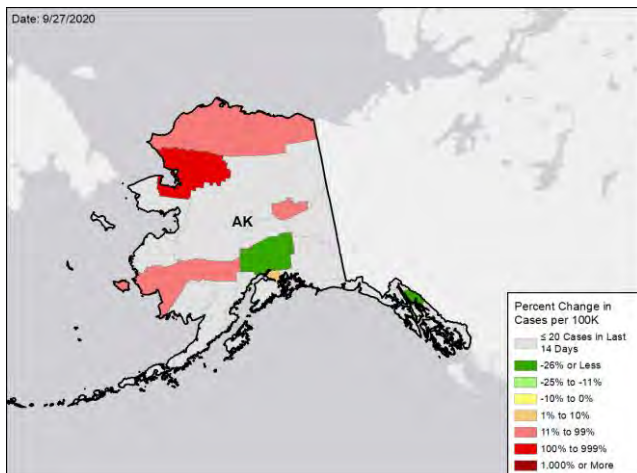 Date: 9/27/2020
AK
Percent Change in
Cases per 100K
≤ 20 Cases in Last
14 Days
-26% or Less
-25% to -11%
-10% to 0%
1% to 10%
11% to 99%
100% to 999%
1,000% or More